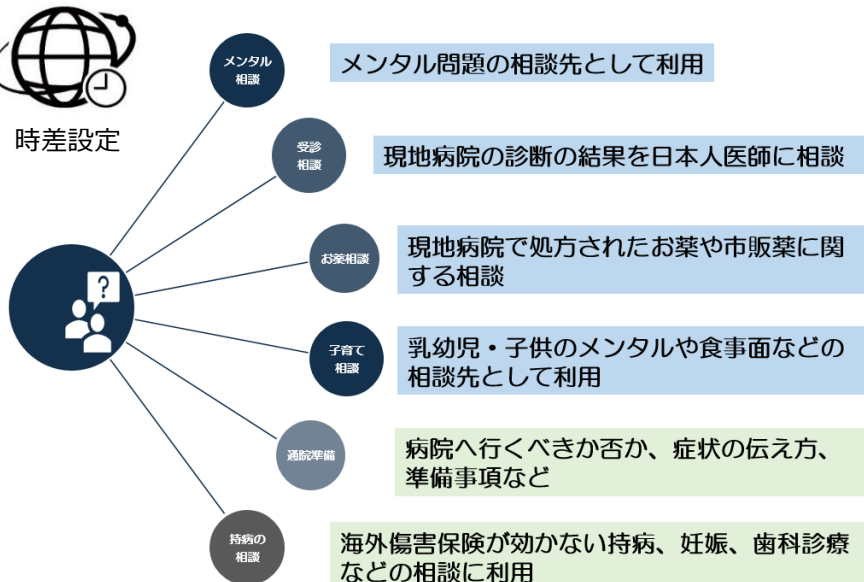 時差設定
メンタル
相談
メンタル問題の相談先として利用
受診
相談
現地病院の診断の結果を日本人医師に相談
お薬相談
現地病院で処方されたお薬や市販薬に関
する相談
?
子育て
相談
乳幼児・子供のメンタルや食事面などの
相談先として利用
通院準備
病院へ行くべきか否か、症状の伝え方、
準備事項など
持病の
相談
海外傷害保険が効かない持病、妊娠、歯科診療
などの相談に利用